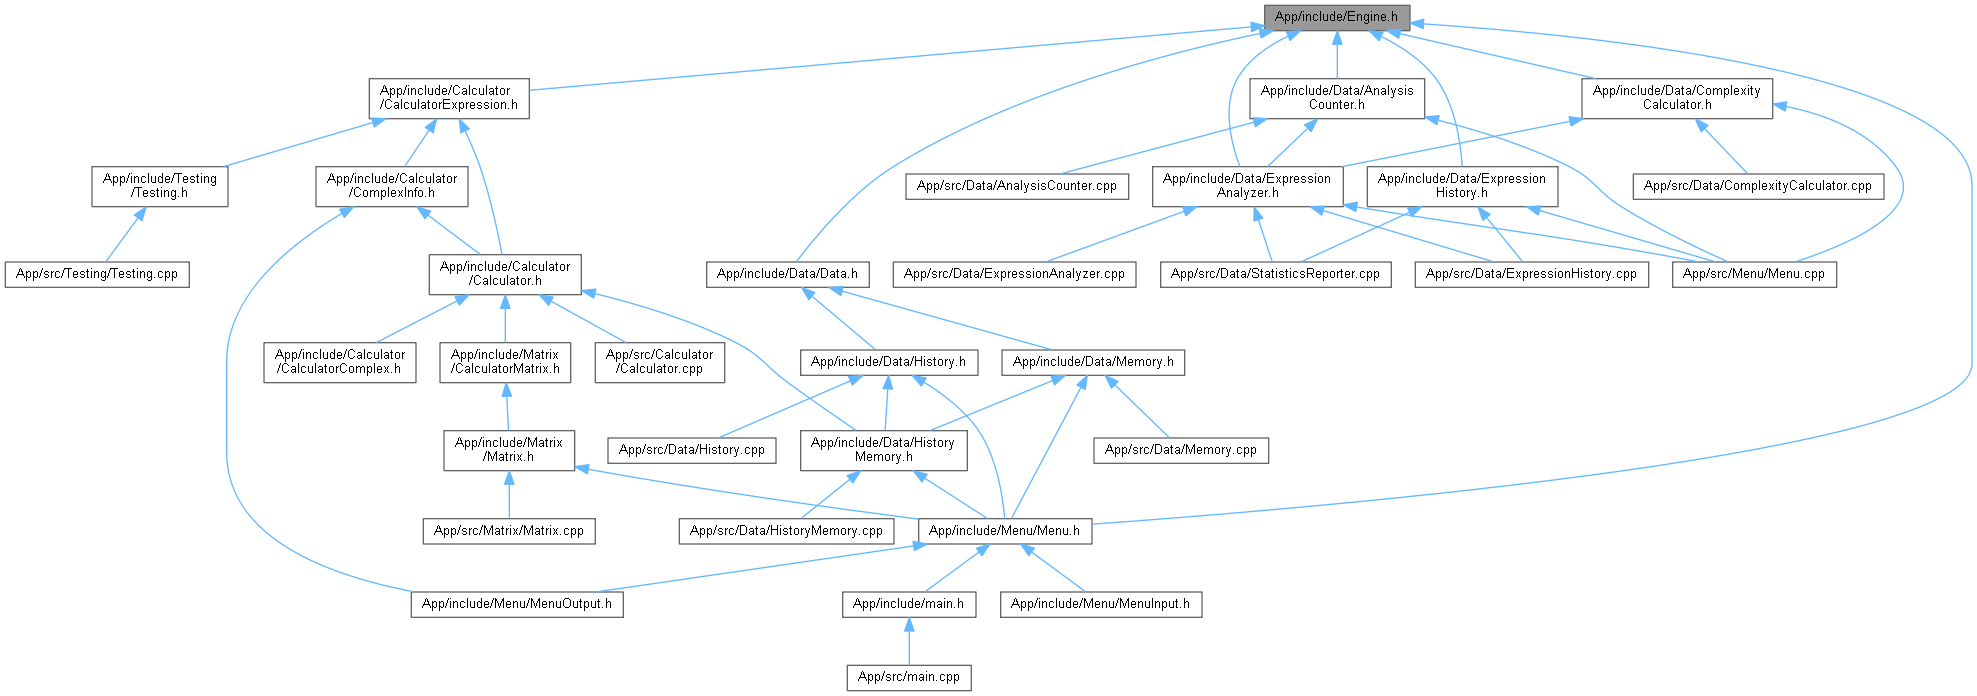 App/include/Engine.h
App/include/Calculator
/CalculatorExpression.h
App/include/Data/Analysis
Counter.h
App/include/Data/Complexity
Calculator.h
App/include/Testing
/Testing.h
App/include/Calculator
/ComplexInfo.h
App/src/Data/AnalysisCounter.cpp
App/include/Data/Expression
Analyzer.h
App/include/Data/Expression
History.h
App/src/Data/ComplexityCalculator.cpp
App/src/Testing/Testing.cpp
App/include/Calculator
/Calculator.h
App/include/Data/Data.h
App/src/Data/ExpressionAnalyzer.cpp
App/src/Data/StatisticsReporter.cpp
App/src/Data/ExpressionHistory.cpp
App/src/Menu/Menu.cpp
App/include/Calculator
/CalculatorComplex.h
App/include/Matrix
/CalculatorMatrix.h
App/src/Calculator
/Calculator.cpp
App/include/Data/History.h
App/include/Data/Memory.h
App/include/Matrix
/Matrix.h
App/src/Data/History.cpp
App/include/Data/History
Memory.h
App/src/Data/Memory.cpp
App/src/Matrix/Matrix.cpp
App/src/Data/HistoryMemory.cpp
App/include/Menu/Menu.h
App/include/Menu/MenuOutput.h
App/include/main.h
App/include/Menu/MenuInput.h
App/src/main.cpp